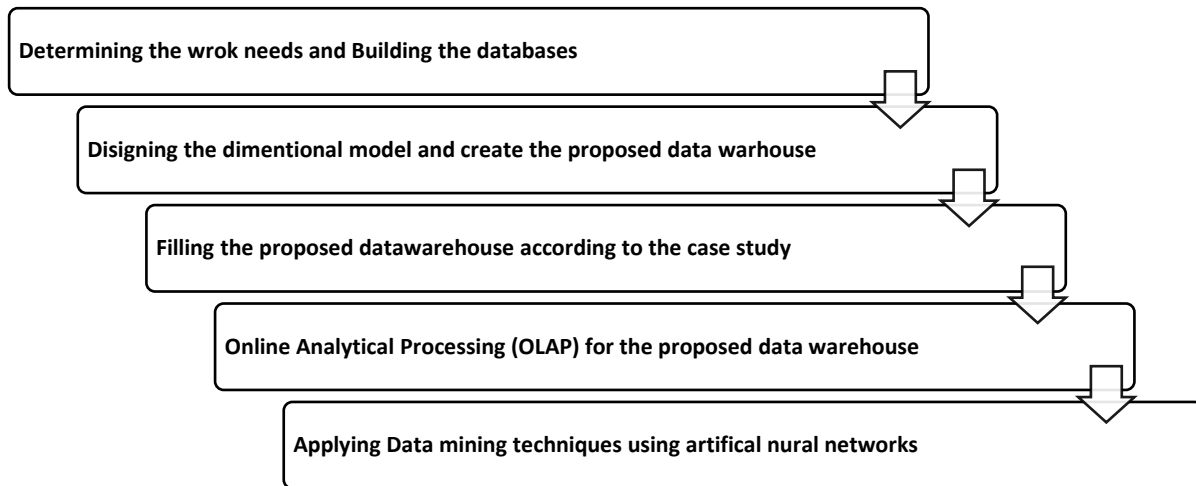 Determining the wrok needs and Building the databases
Disigning the dimentional model and create the proposed data warhouse
Filling the proposed datawarehouse according to the case study
Online Analytical Processing (OLAP) for the proposed data warehouse
Applying Data mining techniques using artifical nural networks